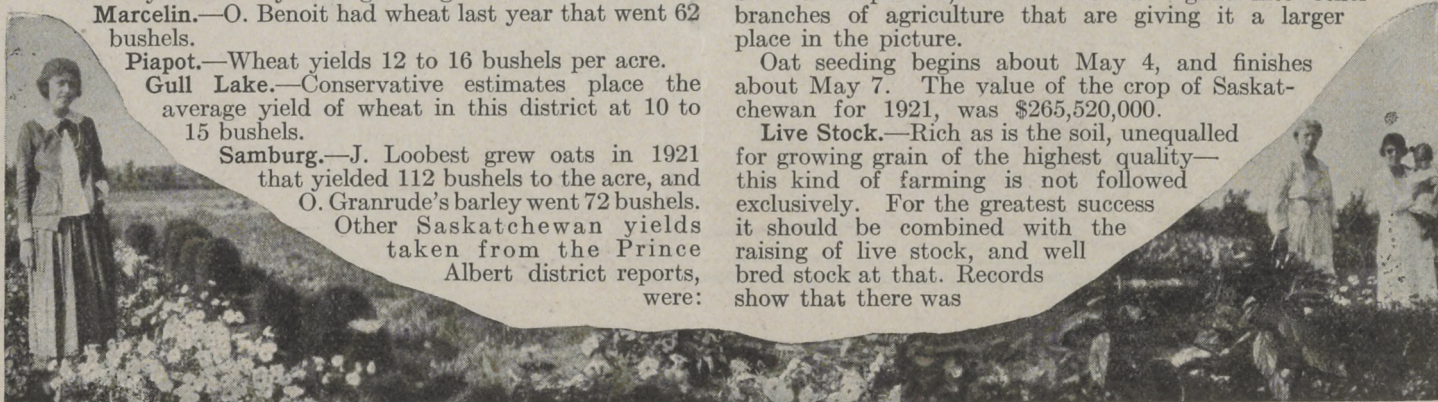 Marcelin.—O. Benoit had wheat last year that went 62
bushels.
Piapot.—Wheat yields 12 to 16 bushels per acre.
Gull Lake.—Conservative estimates place the
average yield of wheat in this district at 10 to
15 bushels.
Samburg.—J. Loobest grew oats in 1921
that yielded 112 bushels to the acre, and
O. Granrude's barley went 72 bushels.
Other Saskatchewan yields
taken from the Prince
Albert district reports,
were:
branches of agriculture that are giving it a larger
place in the picture.
Oat seeding begins about May 4, and finishes
about May 7. The value of the crop of Saskat-
chewan for 1921, was $265,520,000.
Live Stock.—Rich as is the soil, unequalled
for growing grain of the highest quality—
this kind of farming is not followed
exclusively. For the greatest success
it should be combined with the
raising of live stock, and well
bred stock at that. Records
show that there was